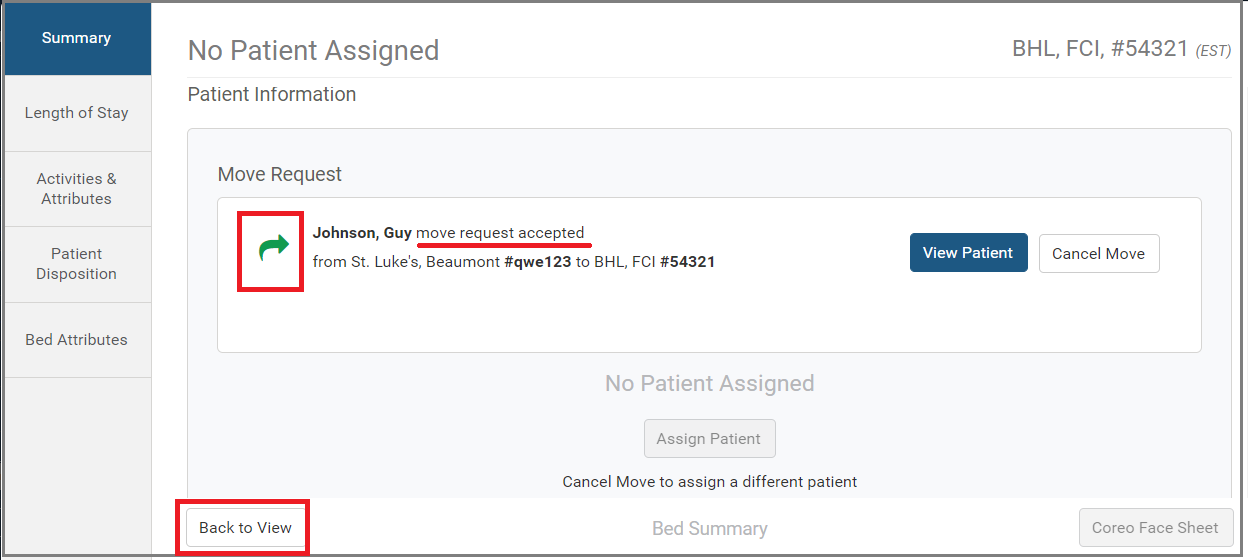 Summary
Length of Stay
Activities &
Attributes
Patient
Disposition
Bed Attributes
No Patient Assigned
BHL, FCI, #54321 (EST)
Patient Information
Move Request
Johnson, Guy move request accepted
from St. Luke's, Beaumont #qwe123 to BHL, FCI #54321
View Patient
Cancel Move
No Patient Assigned
Assign Patient
Cancel Move to assign a different patient
Back to View
Bed Summary
Coreo Face Sheet